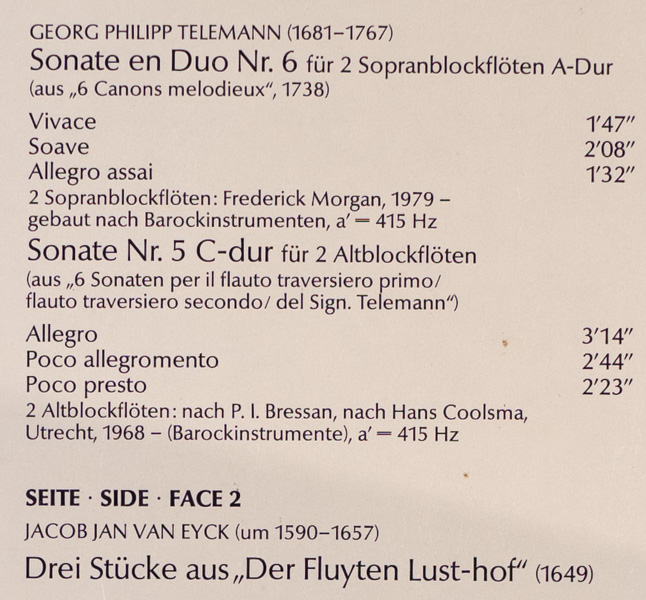 GEORG PHILIPP TELEMANN (1681–1767)
Sonate en Duo Nr. 6 für 2 Sopranblockflöten A-Dur
(aus „6 Canons melodieux“, 1738)
Vivace 1′47″
Soave 2′08″
Allegro assai 1′32″
2 Sopranblockflöten: Frederick Morgan, 1979 –
gebaut nach Barockinstrumenten, a′ = 415 Hz
Sonate Nr. 5 C-dur für 2 Altblockflöten
(aus „6 Sonaten per il flauto traversiero primo/
flauto traversiero secondo/ del Sign. Telemann“)
Allegro 3′14″
Poco allegromento 2′44″
Poco presto 2′23″
2 Altblockflöten: nach P. I. Bressan, nach Hans Coolsma,
Utrecht, 1968 – (Barockinstrumente), a′ = 415 Hz
SEITE · SIDE · FACE 2
JACOB JAN VAN EYCK (um 1590–1657)
Drei Stücke aus „Der Fluyten Lust-hof“ (1649)